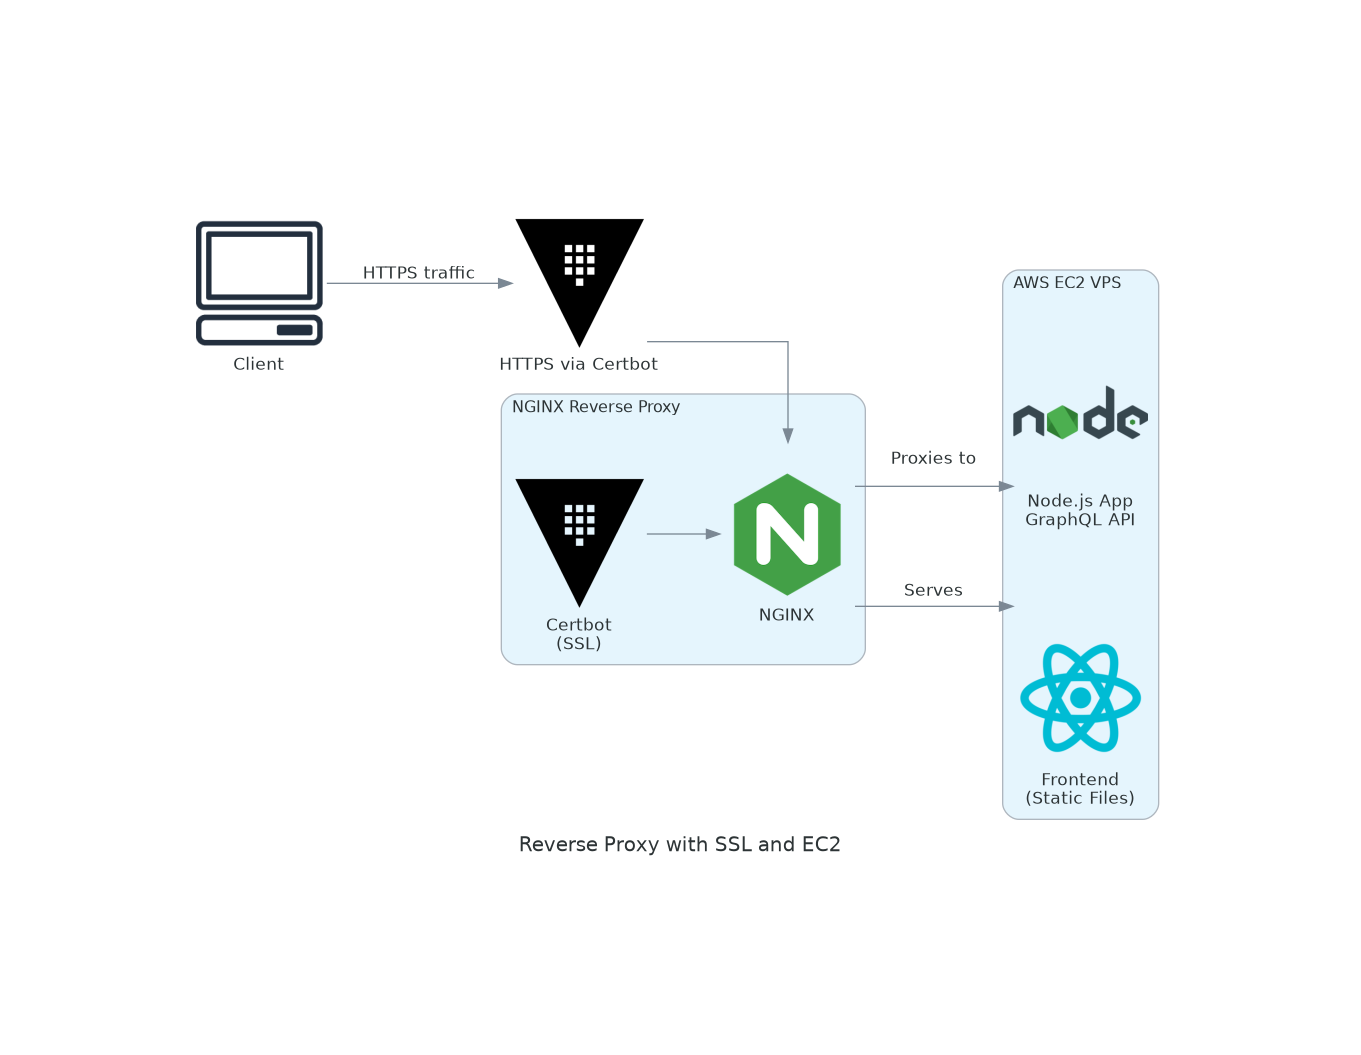 HTTPS traffic
Client
HTTPS via Certbot
AWS EC2 VPS
NGINX Reverse Proxy
node
Proxies to
Node.js App
GraphQL API
N
Serves
NGINX
Certbot
(SSL)
Frontend
(Static Files)
Reverse Proxy with SSL and EC2